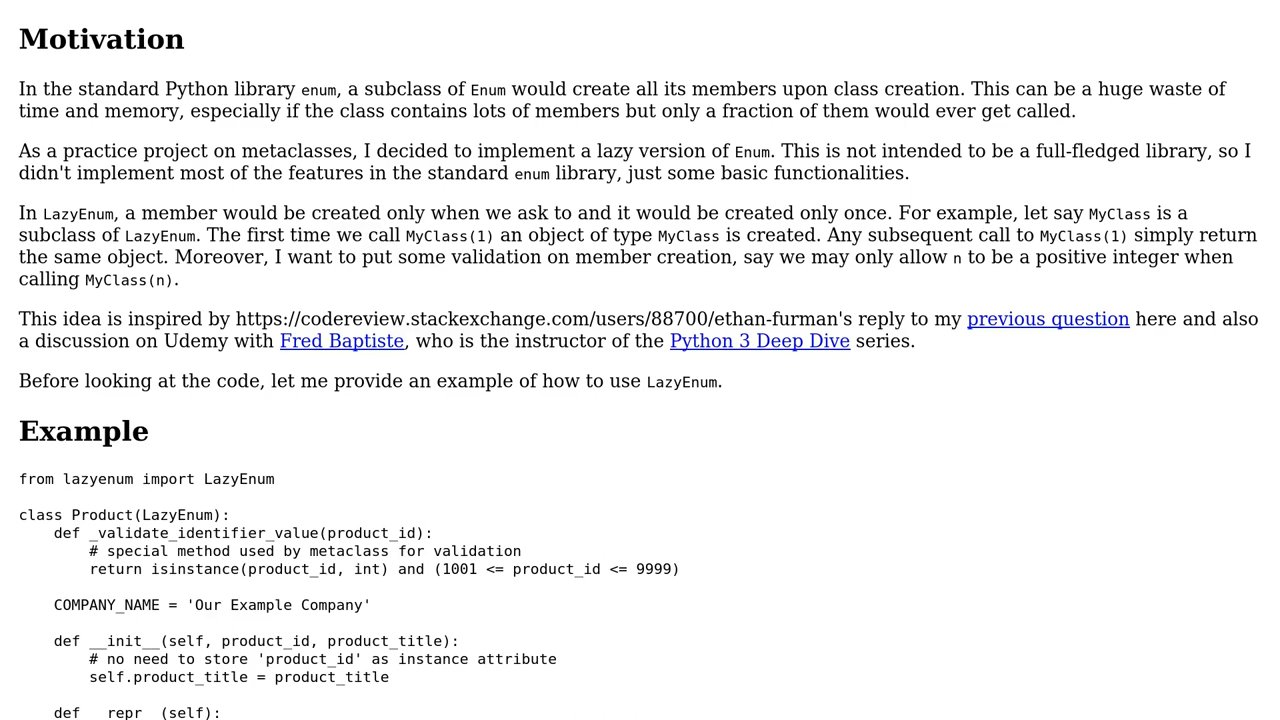 Motivation
In the standard Python library enum, a subclass of Enum would create all its members upon class creation. This can be a huge waste of
time and memory, especially if the class contains lots of members but only a fraction of them would ever get called.
As a practice project on metaclasses, I decided to implement a lazy version of Enum. This is not intended to be a full-fledged library, so I
didn't implement most of the features in the standard enum library, just some basic functionalities.
In LazyEnum, a member would be created only when we ask to and it would be created only once. For example, let say MyClass is a
subclass of LazyEnum. The first time we call MyClass(1) an object of type MyClass is created. Any subsequent call to MyClass(1) simply return
the same object. Moreover, I want to put some validation on member creation, say we may only allow n to be a positive integer when
calling MyClass(n).
This idea is inspired by https://codereview.stackexchange.com/users/88700/ethan-furman's reply to my previous question here and also
a discussion on Udemy with Fred Baptiste, who is the instructor of the Python 3 Deep Dive series.
Before looking at the code, let me provide an example of how to use LazyEnum.
Example
from lazyenum import LazyEnum
class Product(LazyEnum):
    def _validate_identifier_value(product_id):
        # special method used by metaclass for validation
        return isinstance(product_id, int) and (1001 <= product_id <= 9999)
    COMPANY_NAME = 'Our Example Company'
    def __init__(self, product_id, product_title):
        # no need to store 'product_id' as instance attribute
        self.product_title = product_title
    def __repr__(self):